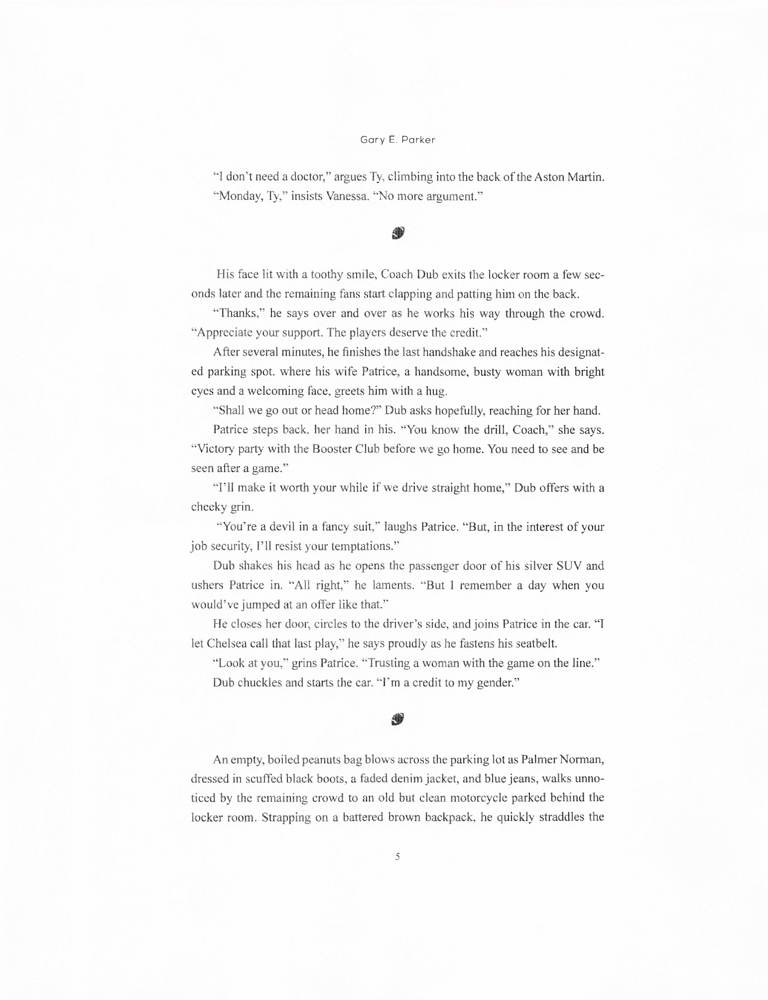 Gary E. Parker
“I don’t need a doctor,” argues Ty, climbing into the back of the Aston Martin.
“Monday, Ty,” insists Vanessa. “No more argument.”
His face lit with a toothy smile, Coach Dub exits the locker room a few sec-
onds later and the remaining fans start clapping and patting him on the back.
“Thanks,” he says over and over as he works his way through the crowd.
“Appreciate your support. The players deserve the credit.”
After several minutes, he finishes the last handshake and reaches his designat-
ed parking spot. where his wife Patrice, a handsome, busty woman with bright
eyes and a welcoming face, greets him with a hug.
“Shall we go out or head home?” Dub asks hopefully, reaching for her hand.
Patrice steps back, her hand in his. “You know the drill, Coach,” she says.
“Victory party with the Booster Club before we go home. You need to see and be
seen after a game.”
“I’ll make it worth your while if we drive straight home,” Dub offers with a
cheeky grin.
“You’re a devil in a fancy suit,” laughs Patrice. “But, in the interest of your
job security, I’ll resist your temptations.”
Dub shakes his head as he opens the passenger door of his silver SUV and
ushers Patrice in. “All right,” he laments. “But I remember a day when you
would’ve jumped at an offer like that.”
He closes her door, circles to the driver’s side, and joins Patrice in the car. “I
let Chelsea call that last play,” he says proudly as he fastens his seatbelt.
“Look at you,” grins Patrice. “Trusting a woman with the game on the line.”
Dub chuckles and starts the car. “I’m a credit to my gender.”
An empty, boiled peanuts bag blows across the parking lot as Palmer Norman,
dressed in scuffed black boots, a faded denim jacket, and blue jeans, walks unno-
ticed by the remaining crowd to an old but clean motorcycle parked behind the
locker room. Strapping on a battered brown backpack, he quickly straddles the
5